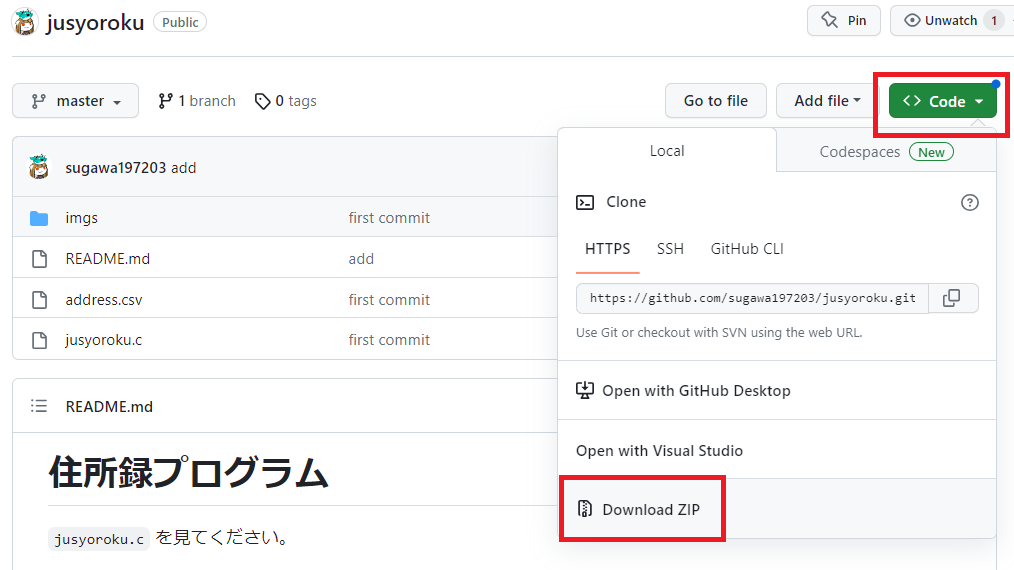 jusyoroku Public
Pin Unwatch 1
master 1 branch 0 tags Go to file Add file <> Code
Local Codespaces New
sugawa197203 add
Clone
imgs first commit
HTTPS SSH GitHub CLI
README.md add
https://github.com/sugawa197203/jusyoroku.git
address.csv first commit
Use Git or checkout with SVN using the web URL.
jusyoroku.c first commit
Open with GitHub Desktop
README.md
Open with Visual Studio
住所録プログラム
Download ZIP
jusyoroku.c を見てください。